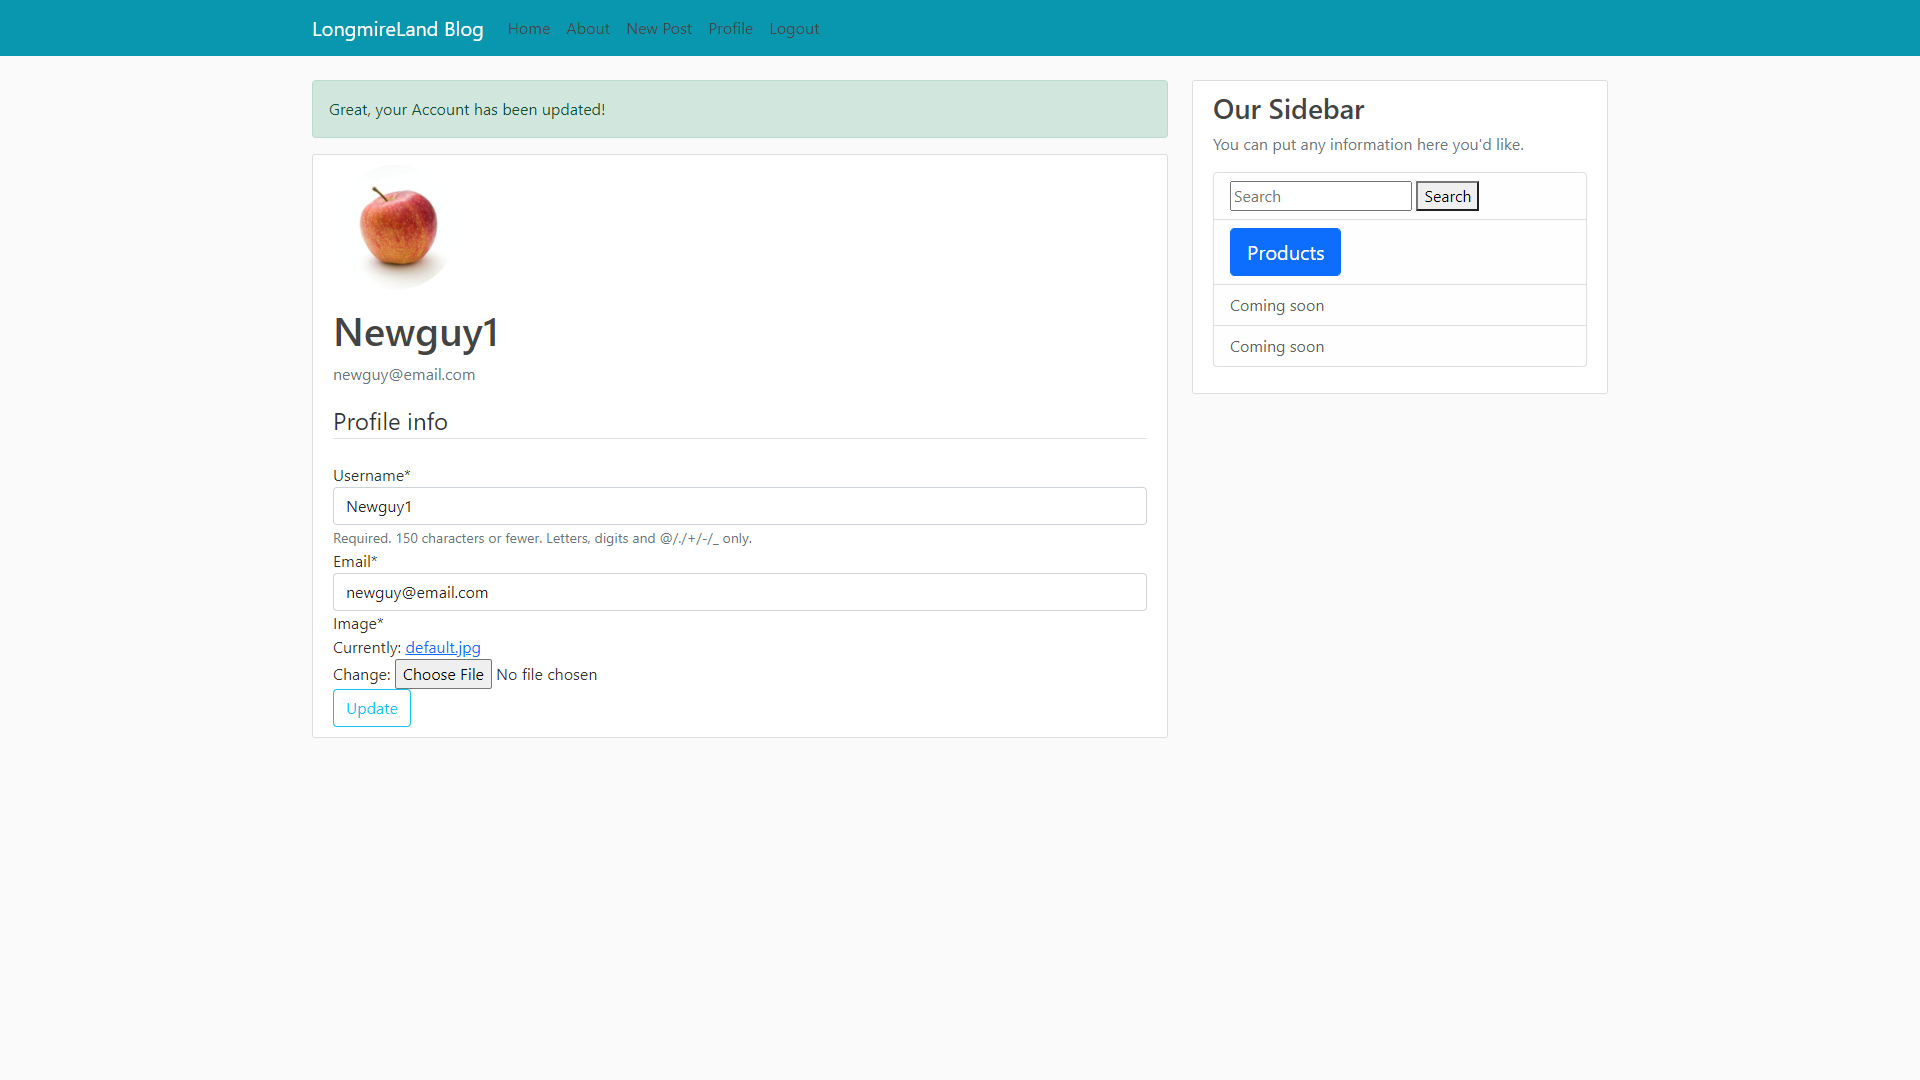 LongmireLand Blog Home About New Post Profile Logout
Great, your Account has been updated!
Newguy1
newguy@email.com
Profile info
Username*
Newguy1
Required. 150 characters or fewer. Letters, digits and @/./+/-/_ only.
Email*
newguy@email.com
Image*
Currently: default.jpg
Change: Choose File No file chosen
Update
Our Sidebar
You can put any information here you'd like.
Search Search
Products
Coming soon
Coming soon